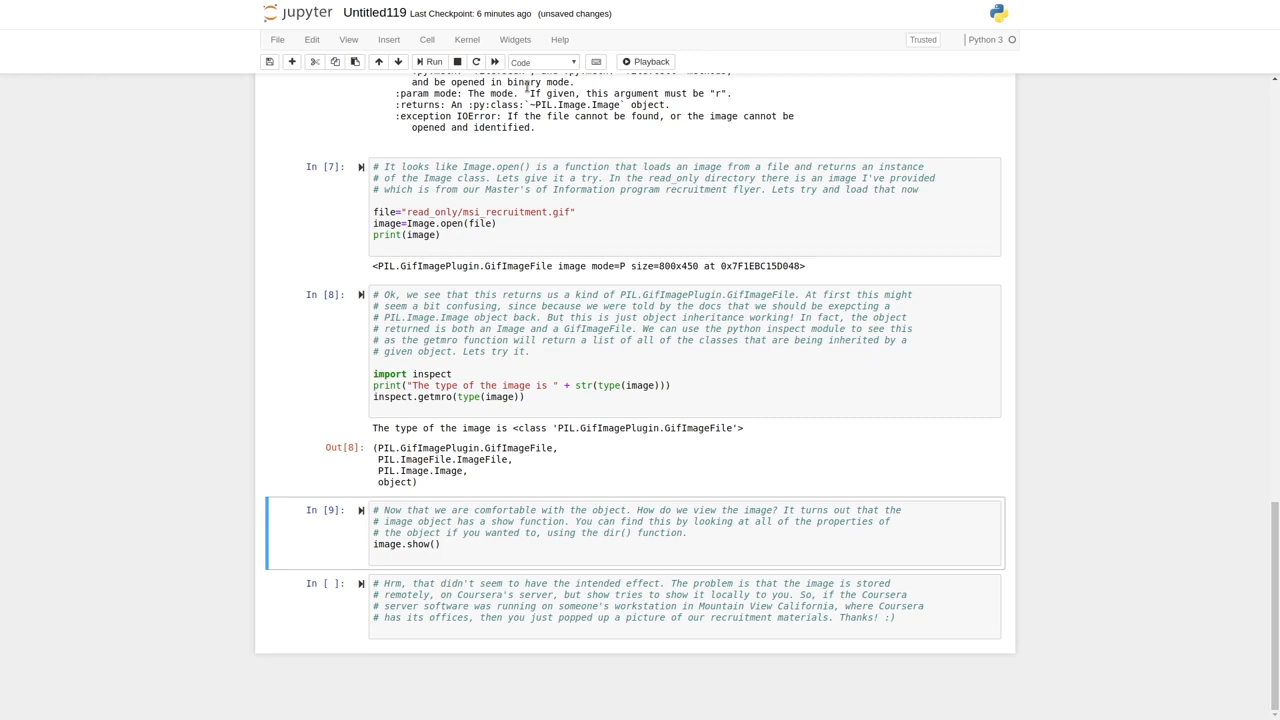 jupyter Untitled119 Last Checkpoint: 6 minutes ago (unsaved changes)
File Edit View Insert Cell Kernel Widgets Help Trusted Python 3
Run Code Playback
and be opened in binary mode.
:param mode: The mode. "If given, this argument must be "r".
:returns: An :py:class:`~PIL.Image.Image` object.
:exception IOError: If the file cannot be found, or the image cannot be
opened and identified.
In [7]: # It looks like Image.open() is a function that loads an image from a file and returns an instance
# of the Image class. Lets give it a try. In the read_only directory there is an image I've provided
# which is from our Master's of Information program recruitment flyer. Lets try and load that now
file="read_only/msi_recruitment.gif"
image=Image.open(file)
print(image)
<PIL.GifImagePlugin.GifImageFile image mode=P size=800x450 at 0x7F1EBC15D048>
In [8]: # Ok, we see that this returns us a kind of PIL.GifImagePlugin.GifImageFile. At first this might
# seem a bit confusing, since because we were told by the docs that we should be exepcting a
# PIL.Image.Image object back. But this is just object inheritance working! In fact, the object
# returned is both an Image and a GifImageFile. We can use the python inspect module to see this
# as the getmro function will return a list of all of the classes that are being inherited by a
# given object. Lets try it.
import inspect
print("The type of the image is " + str(type(image)))
inspect.getmro(type(image))
The type of the image is <class 'PIL.GifImagePlugin.GifImageFile'>
Out[8]: (PIL.GifImagePlugin.GifImageFile,
PIL.ImageFile.ImageFile,
PIL.Image.Image,
object)
In [9]: # Now that we are comfortable with the object. How do we view the image? It turns out that the
# image object has a show function. You can find this by looking at all of the properties of
# the object if you wanted to, using the dir() function.
image.show()
In [ ]: # Hrm, that didn't seem to have the intended effect. The problem is that the image is stored
# remotely, on Coursera's server, but show tries to show it locally to you. So, if the Coursera
# server software was running on someone's workstation in Mountain View California, where Coursera
# has its offices, then you just popped up a picture of our recruitment materials. Thanks! :)